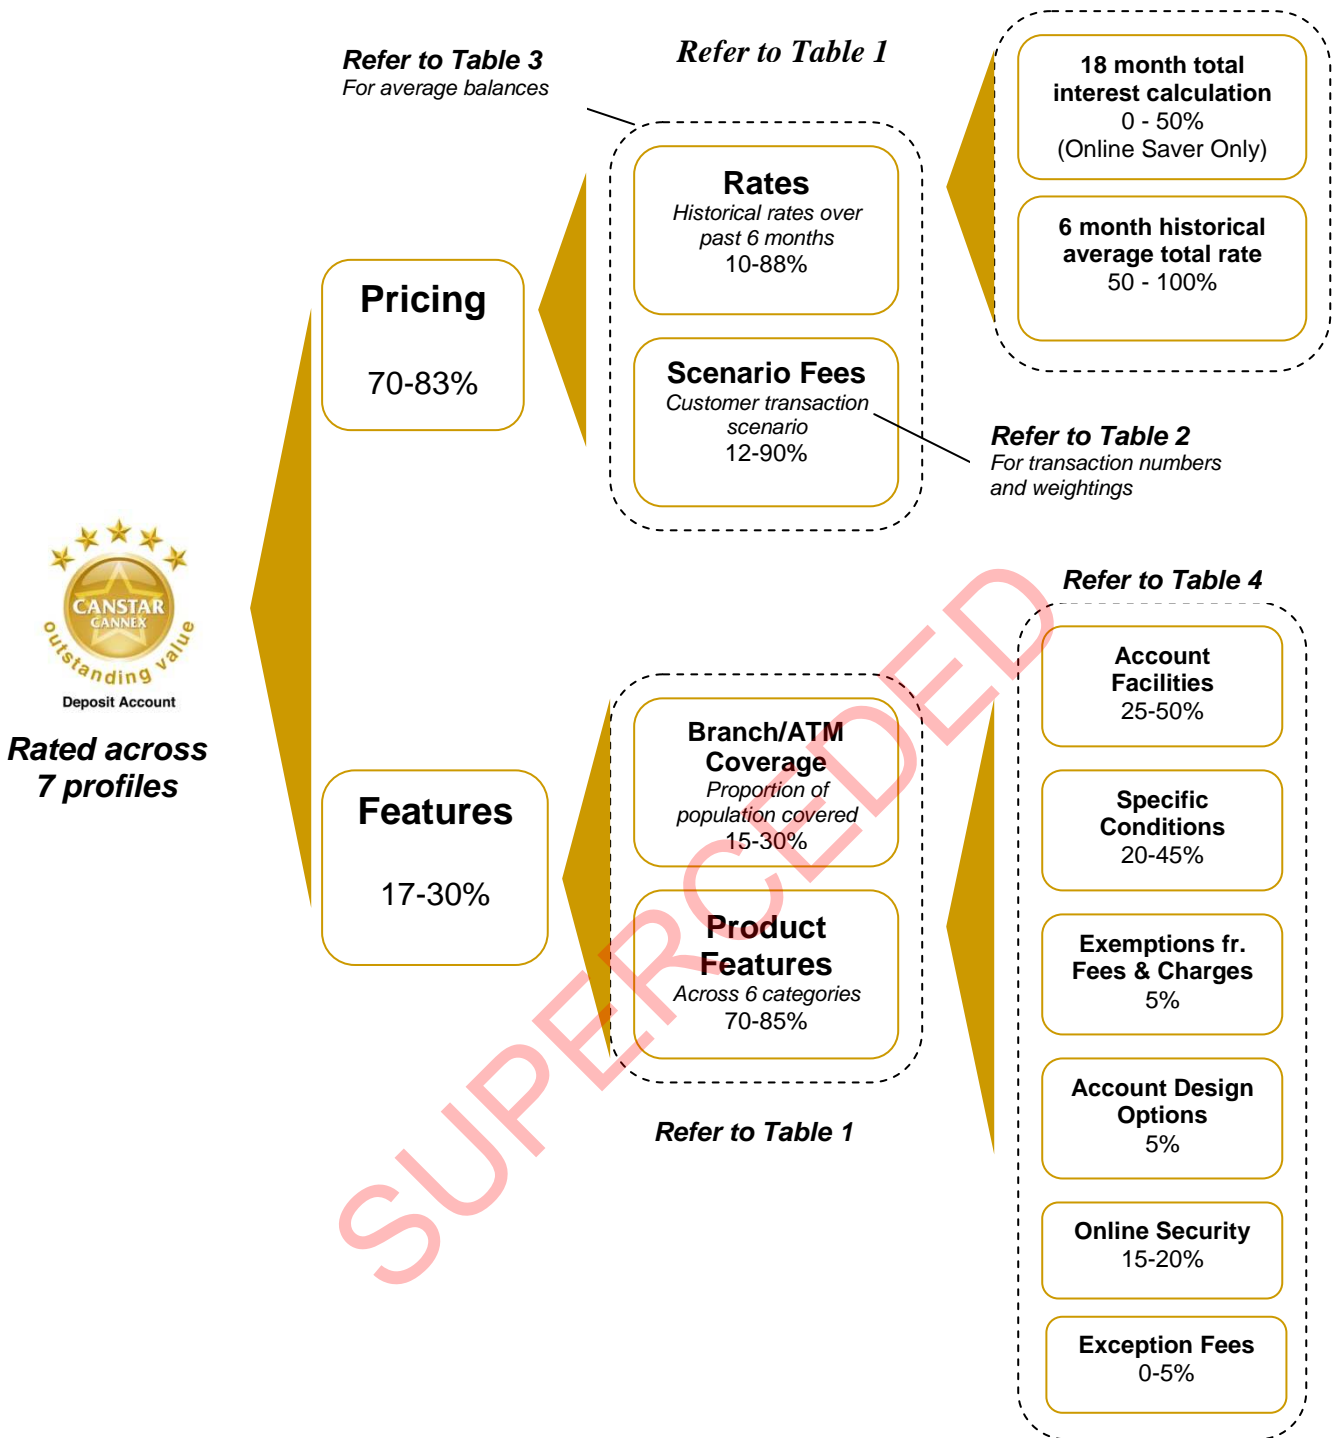 Refer to Table 3
For average balances
Refer to Table 1
18 month total
interest calculation
0 - 50%
(Online Saver Only)
6 month historical
average total rate
50 - 100%
Rates
Historical rates over
past 6 months
10-88%
Scenario Fees
Customer transaction
scenario
12-90%
Pricing
70-83%
Refer to Table 2
For transaction numbers
and weightings
CANSTAR
CANNEX
outstanding value
Deposit Account
Rated across
7 profiles
Features
17-30%
Branch/ATM
Coverage
Proportion of
population covered
15-30%
Product
Features
Across 6 categories
70-85%
Refer to Table 1
Refer to Table 4
Account
Facilities
25-50%
Specific
Conditions
20-45%
Exemptions fr.
Fees & Charges
5%
Account Design
Options
5%
Online Security
15-20%
Exception Fees
0-5%
SUPERCEDED